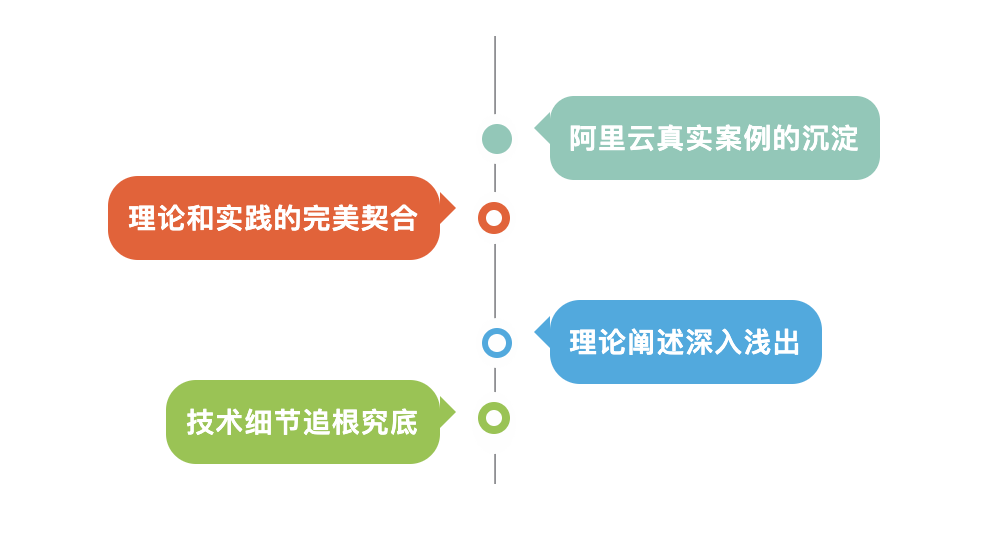 阿里云真实案例的沉淀
理论和实践的完美契合
理论阐述深入浅出
技术细节追根究底